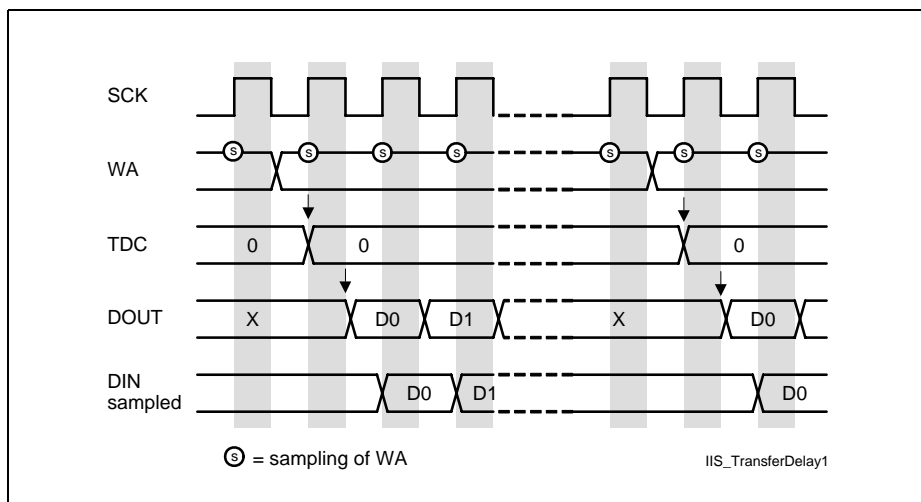 SCK
s s s s s s s
WA
TDC 0 0 0
DOUT X D0 D1 X D0
DIN
sampled D0 D1 D0
s = sampling of WA
IIS_TransferDelay1